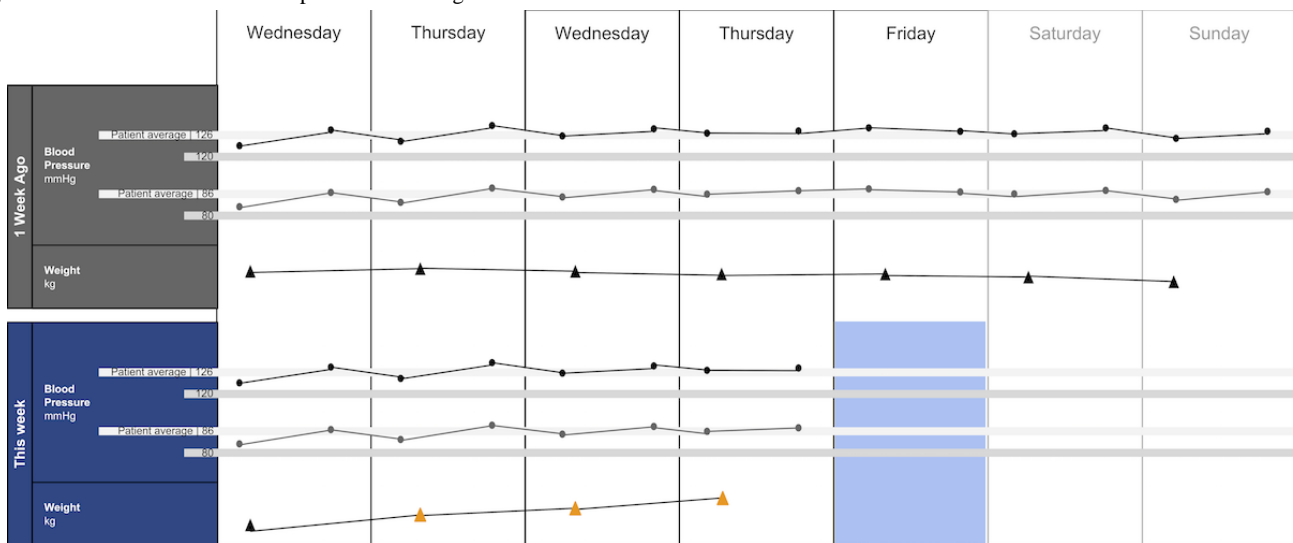 Wednesday Thursday Wednesday Thursday Friday Saturday Sunday
1 Week Ago
Patient average | 126
Blood
Pressure
mmHg
120
Patient average | 86
80
Weight
kg
This week
Patient average | 126
Blood
Pressure
mmHg
120
Patient average | 86
80
Weight
kg